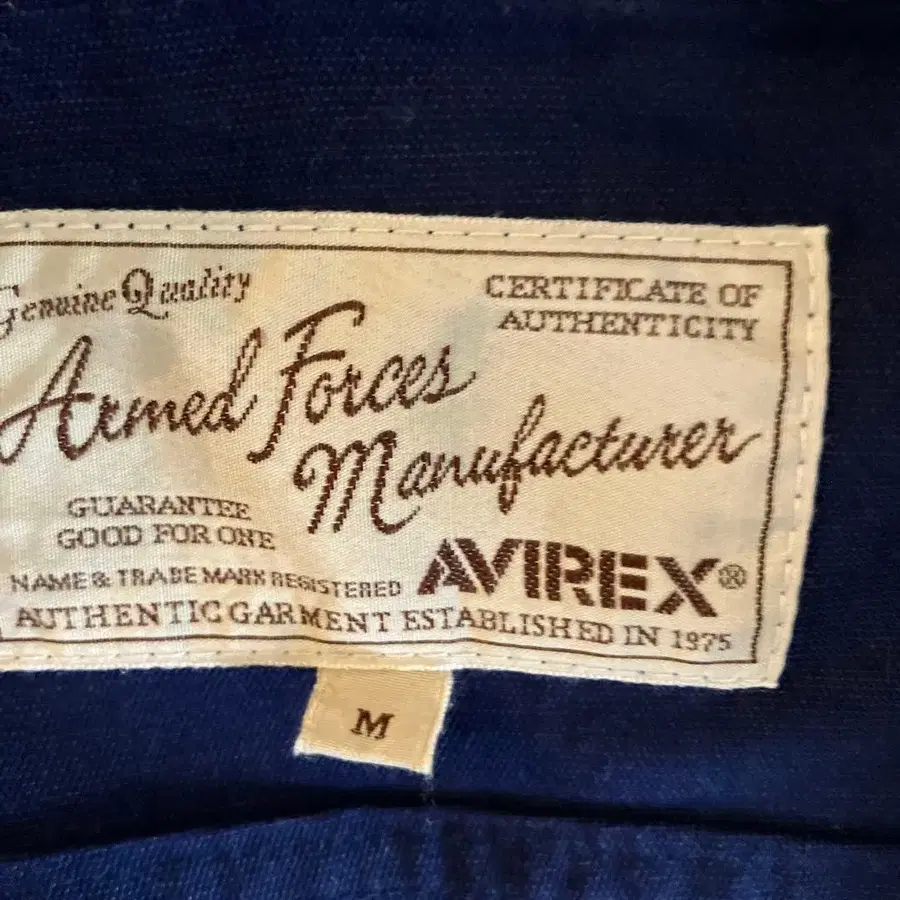 Genuine Quality
CERTIFICATE OF
AUTHENTICITY
Armed Forces
Manufacturer
GUARANTEE
GOOD FOR ONE
NAME & TRADE MARK REGISTERED
AVIREX®
AUTHENTIC GARMENT ESTABLISHED IN 1975
M